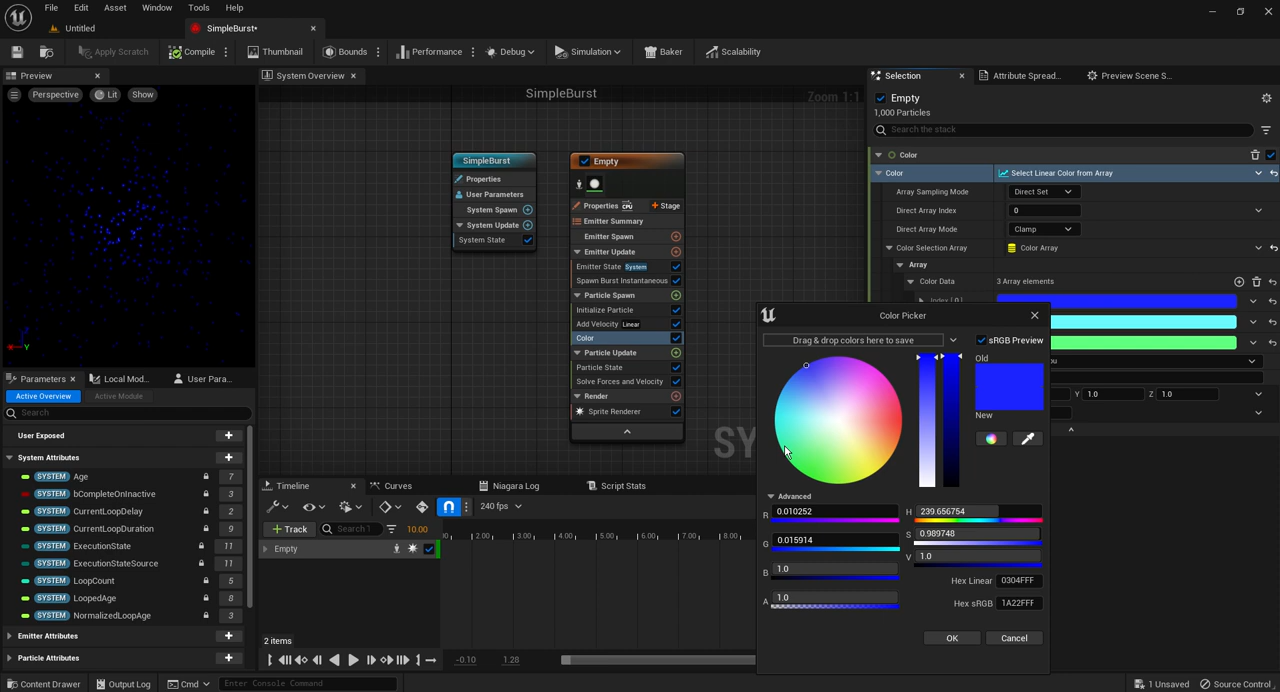 File Edit Asset Window Tools Help
Untitled
SimpleBurst*
Apply Scratch Compile Thumbnail Bounds Performance Debug Simulation Baker Scalability
Preview
Perspective Lit Show
Y
System Overview
SimpleBurst
Zoom 1:1
SimpleBurst
Properties
User Parameters
System Spawn
System Update
System State
Empty
Properties CPU Stage
Emitter Summary
Emitter Spawn
Emitter Update
Emitter State System
Spawn Burst Instantaneous
Particle Spawn
Initialize Particle
Add Velocity Linear
Color
Particle Update
Particle State
Solve Forces and Velocity
Render
Sprite Renderer
SY
Selection Attribute Spread... Preview Scene S...
Empty
1,000 Particles
Search the stack
Color
Color Select Linear Color from Array
Array Sampling Mode Direct Set
Direct Array Index 0
Direct Array Mode Clamp
Color Selection Array Color Array
Array
Color Data 3 Array elements
Index [ 0 ]
Y 1.0 Z 1.0
Color Picker
Drag & drop colors here to save
sRGB Preview
Old
New
Advanced
R 0.010252
G 0.015914
B 1.0
A 1.0
H 239.656754
S 0.989748
V 1.0
Hex Linear 0304FFF
Hex sRGB 1A22FFF
OK Cancel
Parameters Local Mod... User Para...
Active Overview Active Module
Search
User Exposed
System Attributes
SYSTEM Age 7
SYSTEM bCompleteOnInactive 3
SYSTEM CurrentLoopDelay 2
SYSTEM CurrentLoopDuration 9
SYSTEM ExecutionState 11
SYSTEM ExecutionStateSource 11
SYSTEM LoopCount 5
SYSTEM LoopedAge 8
SYSTEM NormalizedLoopAge 3
Emitter Attributes
Particle Attributes
Timeline Curves Niagara Log Script Stats
240 fps
Track Search T 10.00
2.00 3.00 4.00 5.00 6.00 7.00 8.00
Empty
2 items
-0.10 1.28
Content Drawer Output Log Cmd Enter Console Command
1 Unsaved Source Control